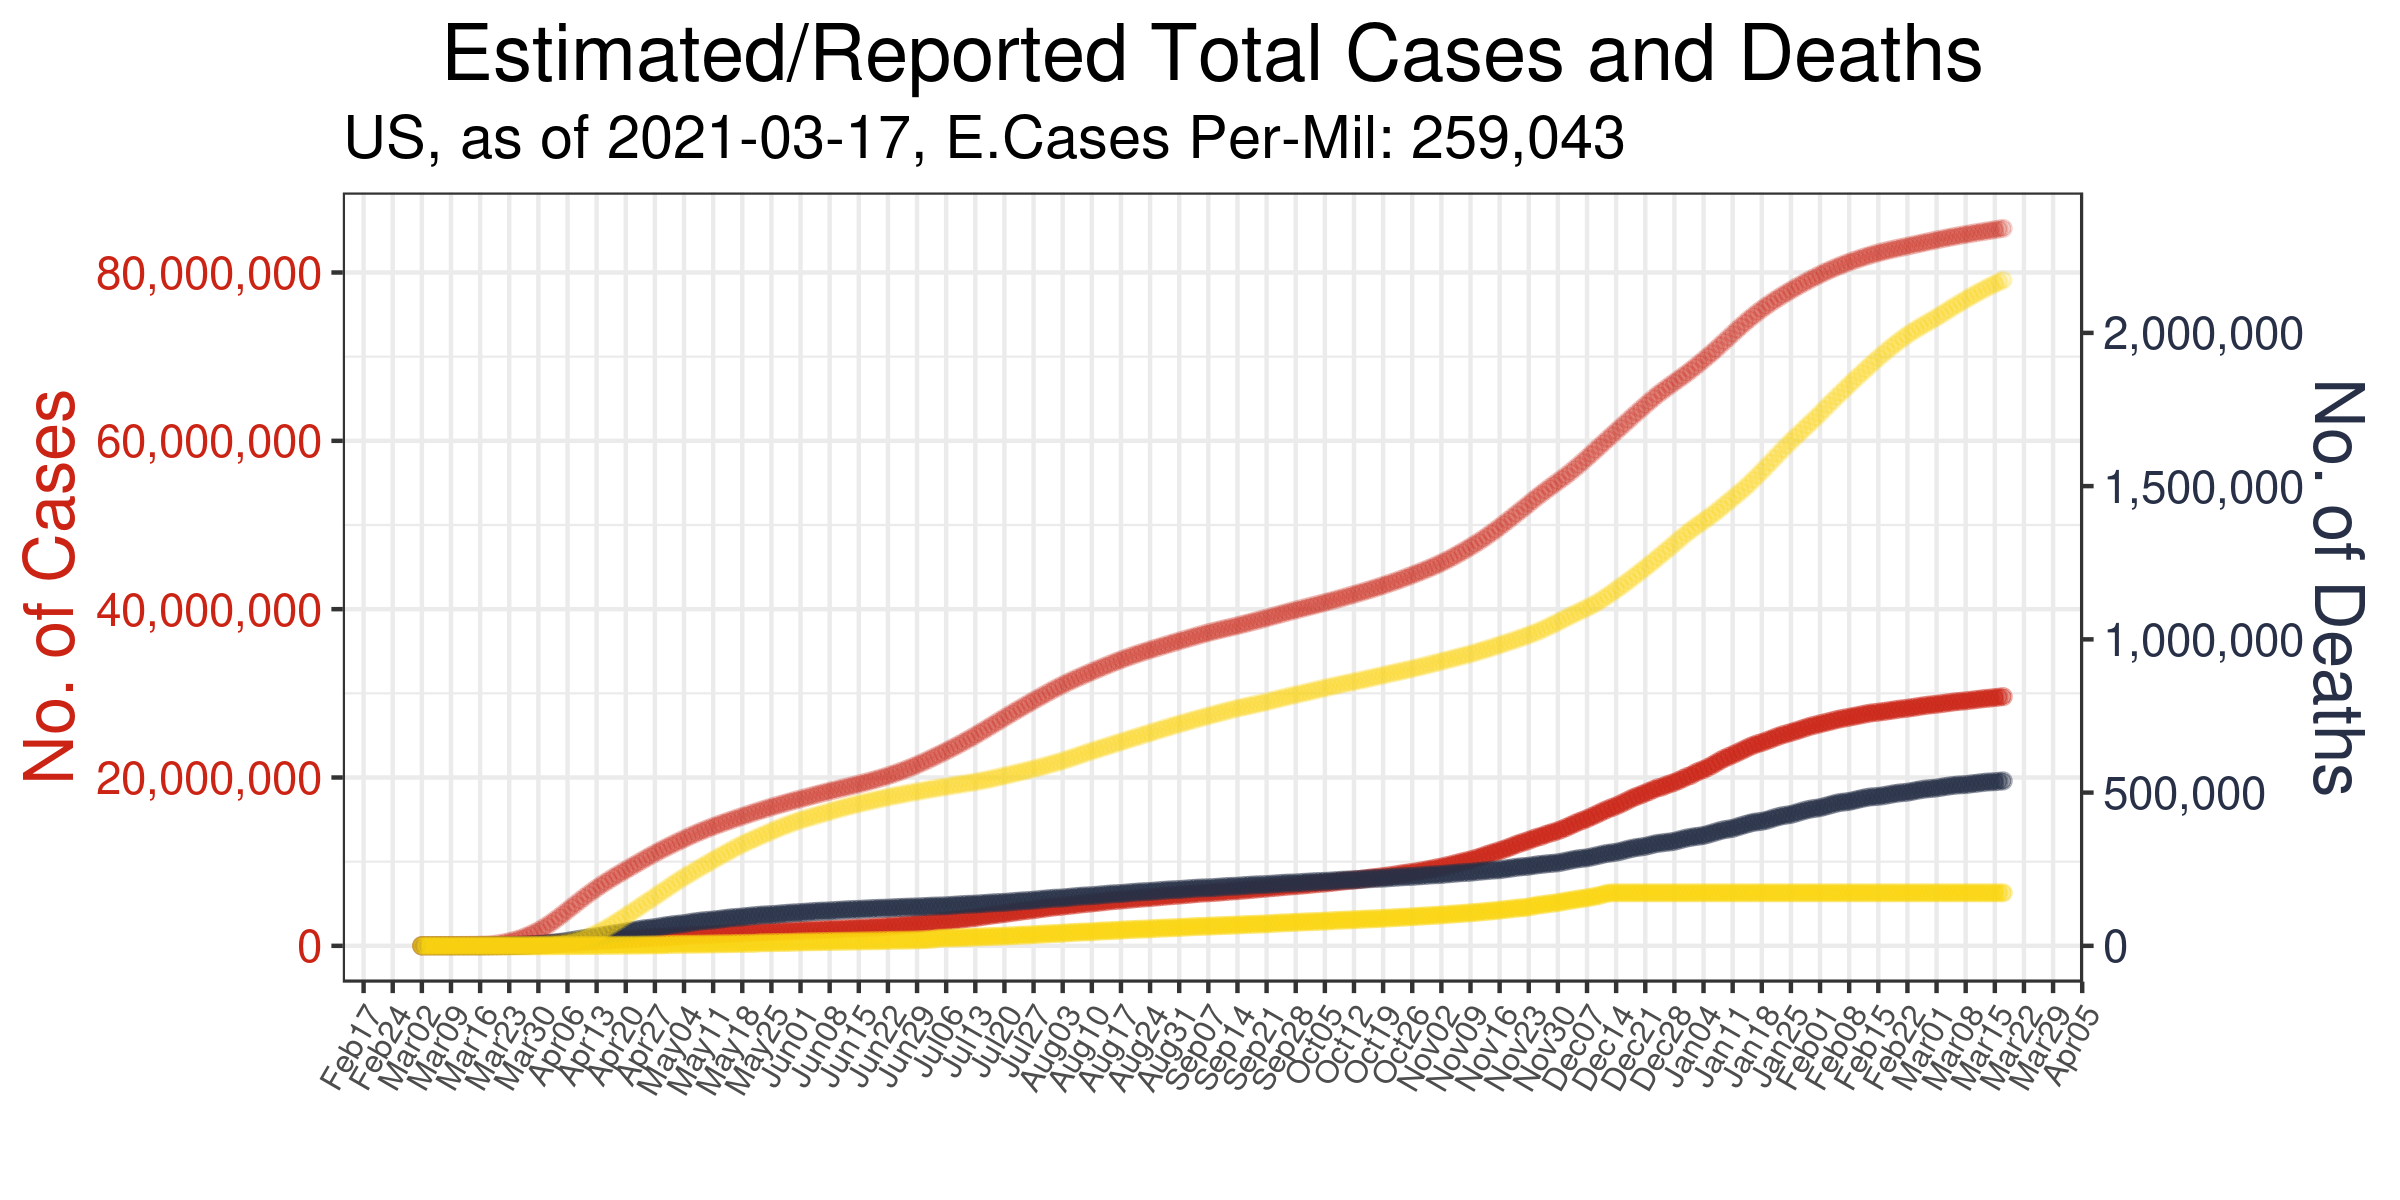 Estimated/Reported Total Cases and Deaths
US, as of 2021-03-17, E.Cases Per-Mil: 259,043
No. of Cases
80,000,000
60,000,000
40,000,000
20,000,000
0
2,000,000
1,500,000
1,000,000
500,000
0
No. of Deaths
Feb17
Feb24
Mar02
Mar09
Mar16
Mar23
Mar30
Apr06
Apr13
Apr20
Apr27
May04
May11
May18
May25
Jun01
Jun08
Jun15
Jun22
Jun29
Jul06
Jul13
Jul20
Jul27
Aug03
Aug10
Aug17
Aug24
Aug31
Sep07
Sep14
Sep21
Sep28
Oct05
Oct12
Oct19
Oct26
Nov02
Nov09
Nov16
Nov23
Nov30
Dec07
Dec14
Dec21
Dec28
Dec04
Jan11
Jan18
Jan25
Feb01
Feb08
Feb15
Feb22
Mar01
Mar08
Mar15
Mar22
Mar29
Apr05